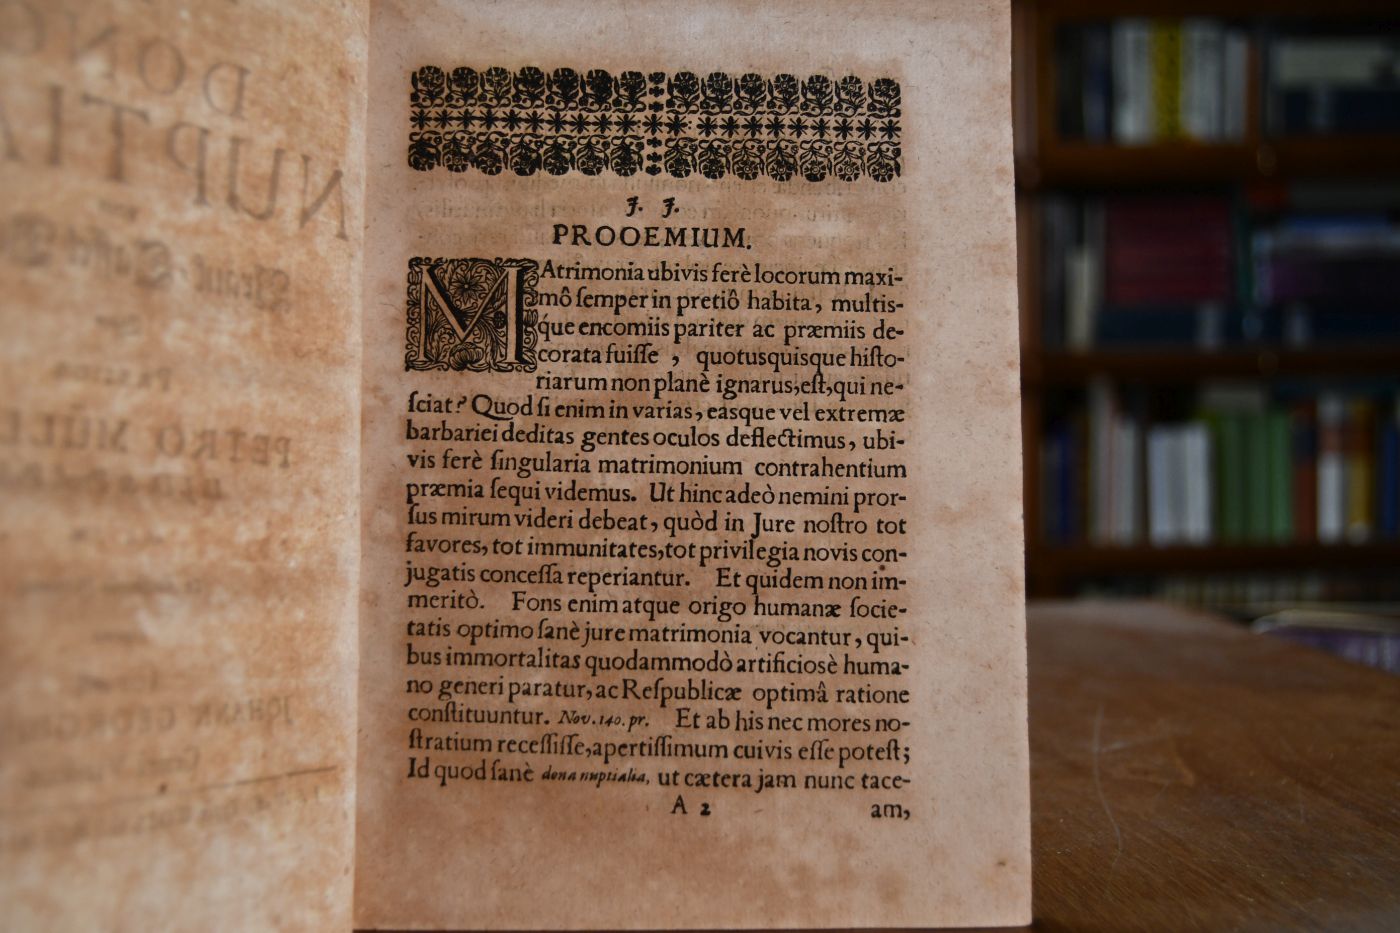 J. J.
PROOEMIUM.
MAtrimonia ubivis ferè locorum maxi-
mô ſemper in pretiô habita, multis-
q́ue encomiis pariter ac præmiis de-
corata fuiſſe , quotusquisque hiſto-
riarum non planè ignarus, eſt, qui ne-
ſciat? Quod ſi enim in varias, easque vel extremæ
barbariei deditas gentes oculos deflectimus, ubi-
vis ferè ſingularia matrimonium contrahentium
præmia ſequi videmus. Ut hinc adeò nemini pror-
ſus mirum videri debeat, quòd in Jure noſtro tot
favores, tot immunitates, tot privilegia novis con-
jugatis conceſſa reperiantur. Et quidem non im-
meritò. Fons enim atque origo humanæ ſocie-
tatis optimo ſanè jure matrimonia vocantur, qui-
bus immortalitas quodammodò artificiosè huma-
no generi paratur, ac Reſpublicæ optimâ ratione
conſtituuntur. Nov. 140. pr. Et ab his nec mores no-
ſtratium receſſiſſe, apertiſſimum cuivis eſſe poteſt;
Id quod ſanè dona nuptialia, ut cætera jam nunc tace-
A 2 am,